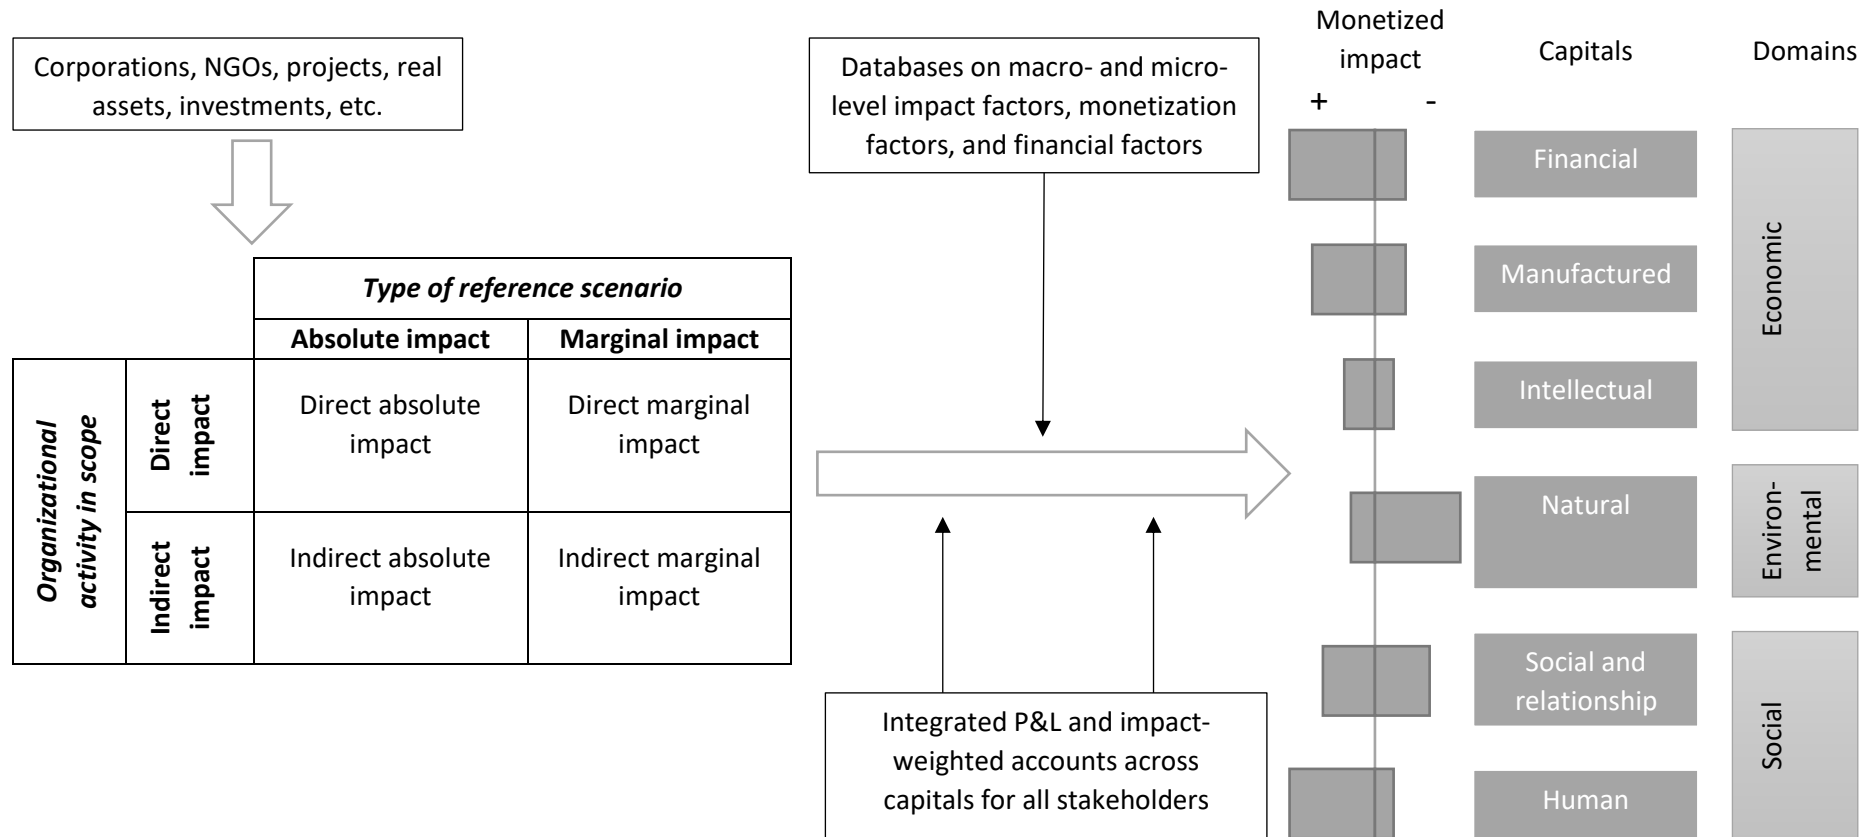 Corporations, NGOs, projects, real
assets, investments, etc.
Type of reference scenario
Absolute impact
Marginal impact
Organizational
activity in scope
Direct
impact
Direct absolute
impact
Direct marginal
impact
Indirect
impact
Indirect absolute
impact
Indirect marginal
impact
Databases on macro- and micro-
level impact factors, monetization
factors, and financial factors
Integrated P&L and impact-
weighted accounts across
capitals for all stakeholders
Monetized
impact
+
-
Capitals
Domains
Financial
Manufactured
Intellectual
Economic
Natural
Environ-
mental
Social and
relationship
Human
Social